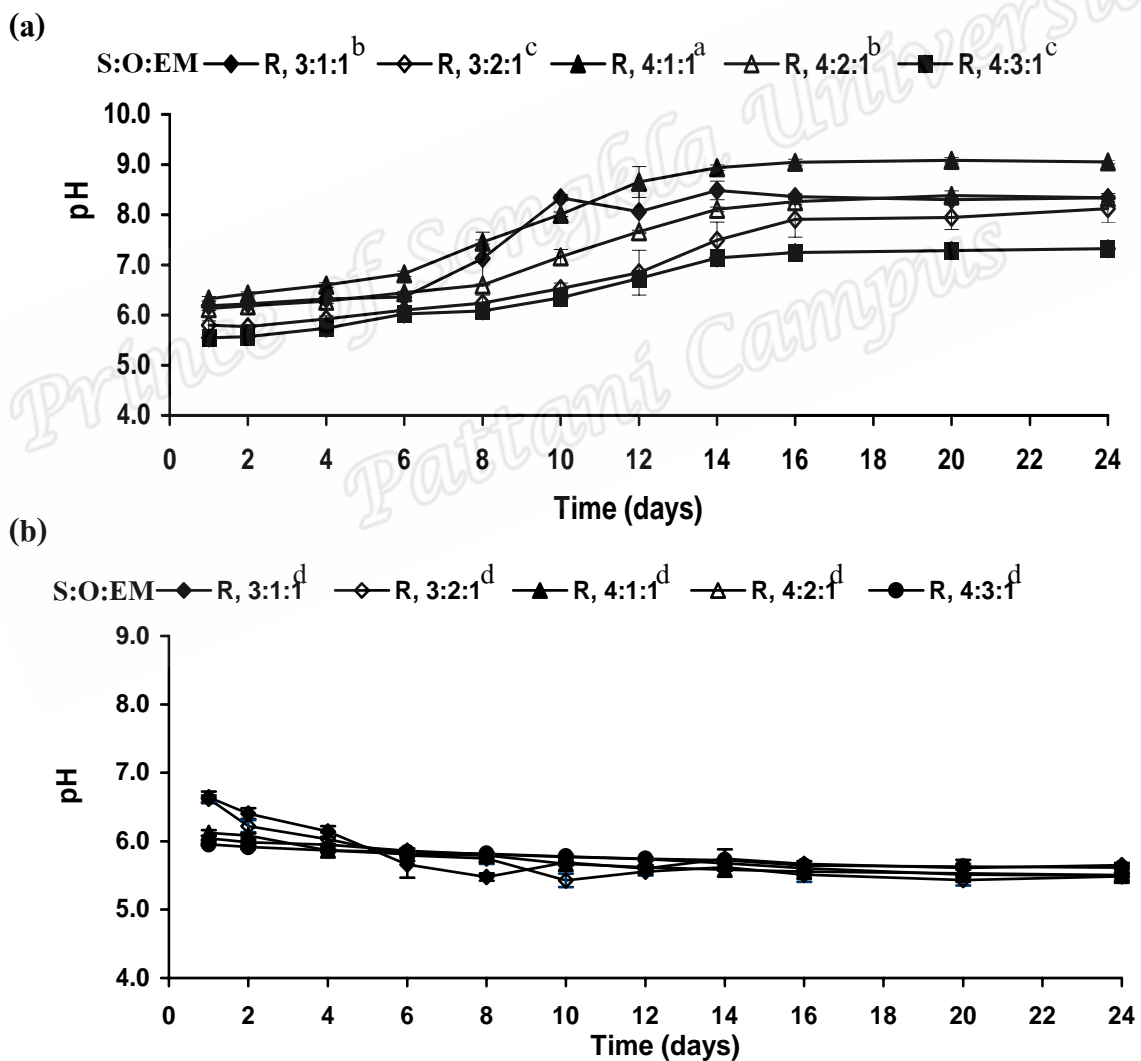 (a)
S:O:EM R, 3:1:1b R, 3:2:1c R, 4:1:1a R, 4:2:1b R, 4:3:1c
10.0
9.0
8.0
7.0
6.0
5.0
4.0
pH
0 2 4 6 8 10 12 14 16 18 20 22 24
Time (days)
Prince of Songkla Universi
Pattani Campus
(b)
S:O:EM R, 3:1:1d R, 3:2:1d R, 4:1:1d R, 4:2:1d R, 4:3:1d
9.0
8.0
7.0
6.0
5.0
4.0
pH
0 2 4 6 8 10 12 14 16 18 20 22 24
Time (days)